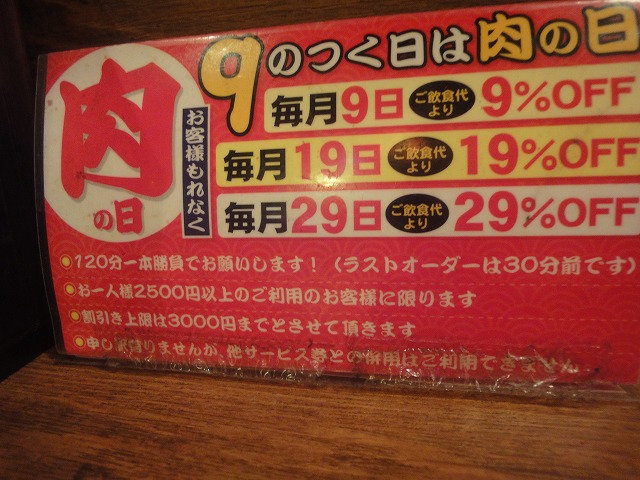 肉の日
お客様もれなく
9のつく日は肉の日
毎月9日 ご飲食代より 9%OFF
毎月19日 ご飲食代より 19%OFF
毎月29日 ご飲食代より 29%OFF
120分一本勝負でお願いします！（ラストオーダーは30分前です）
お一人様2500円以上のご利用のお客様に限ります
割引き上限は3000円までとさせて頂きます
申し訳有りませんが、他サービス券との併用はご利用できません